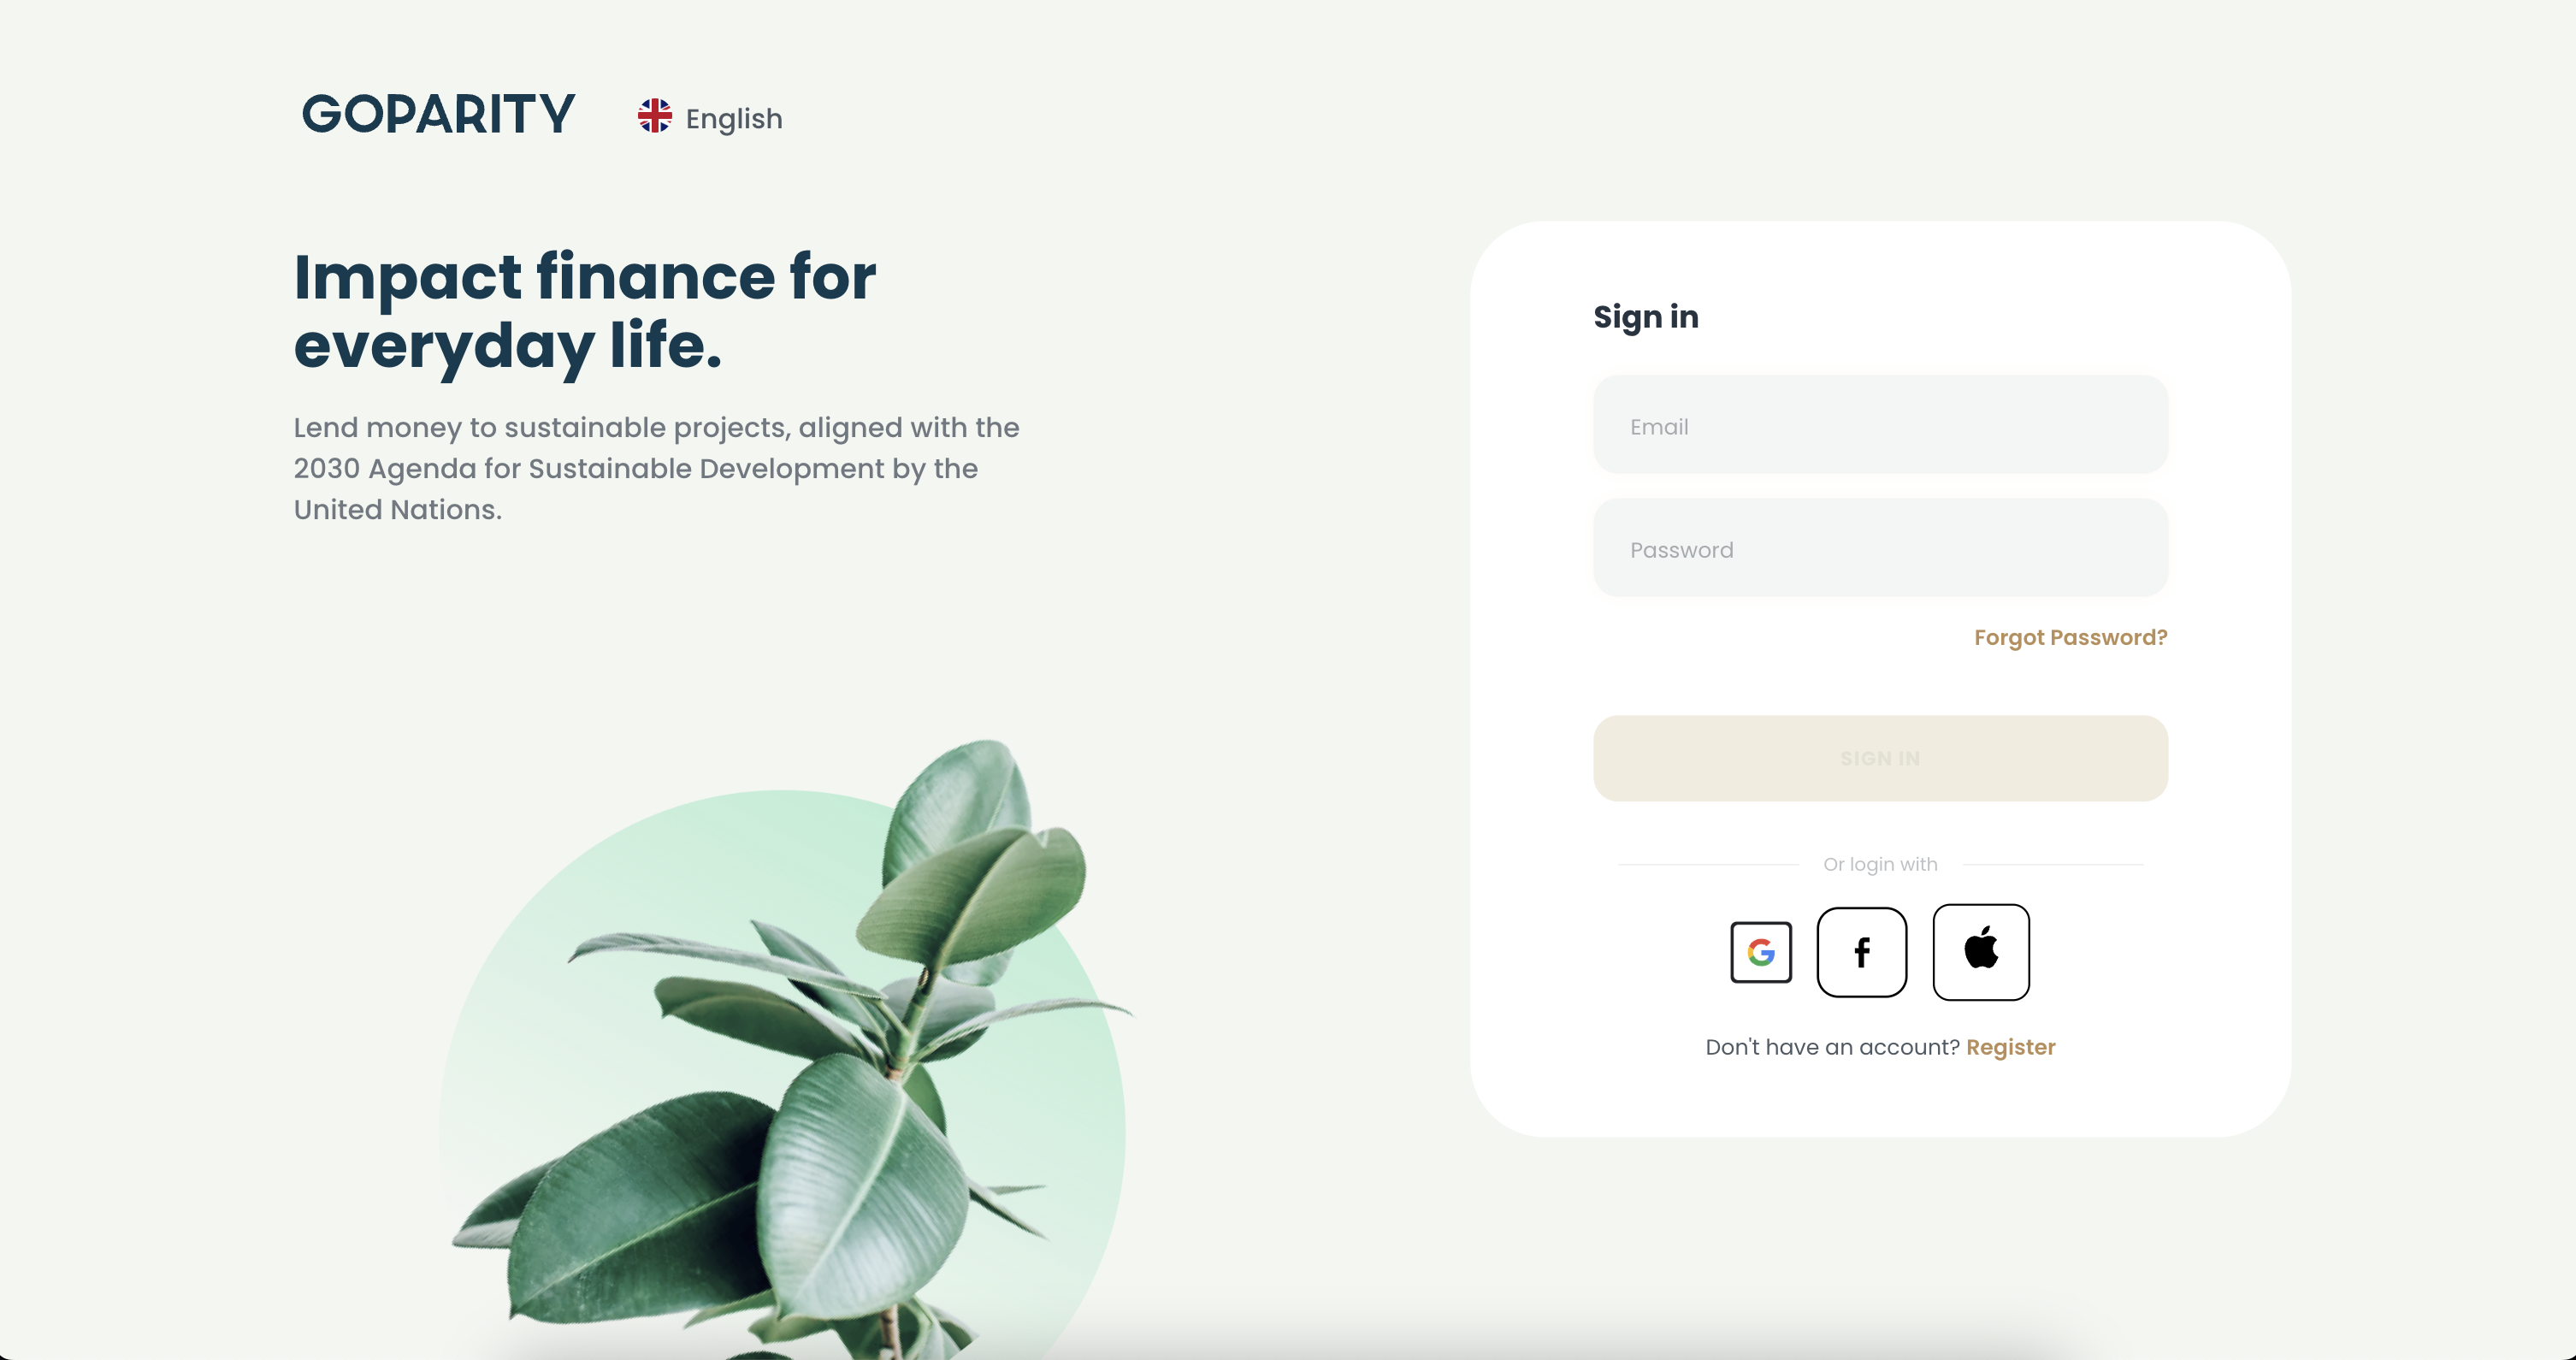 GOPARITY
English
Impact finance for
everyday life.
Lend money to sustainable projects, aligned with the
2030 Agenda for Sustainable Development by the
United Nations.
Sign in
Email
Password
Forgot Password?
SIGN IN
Or login with
Don't have an account? Register